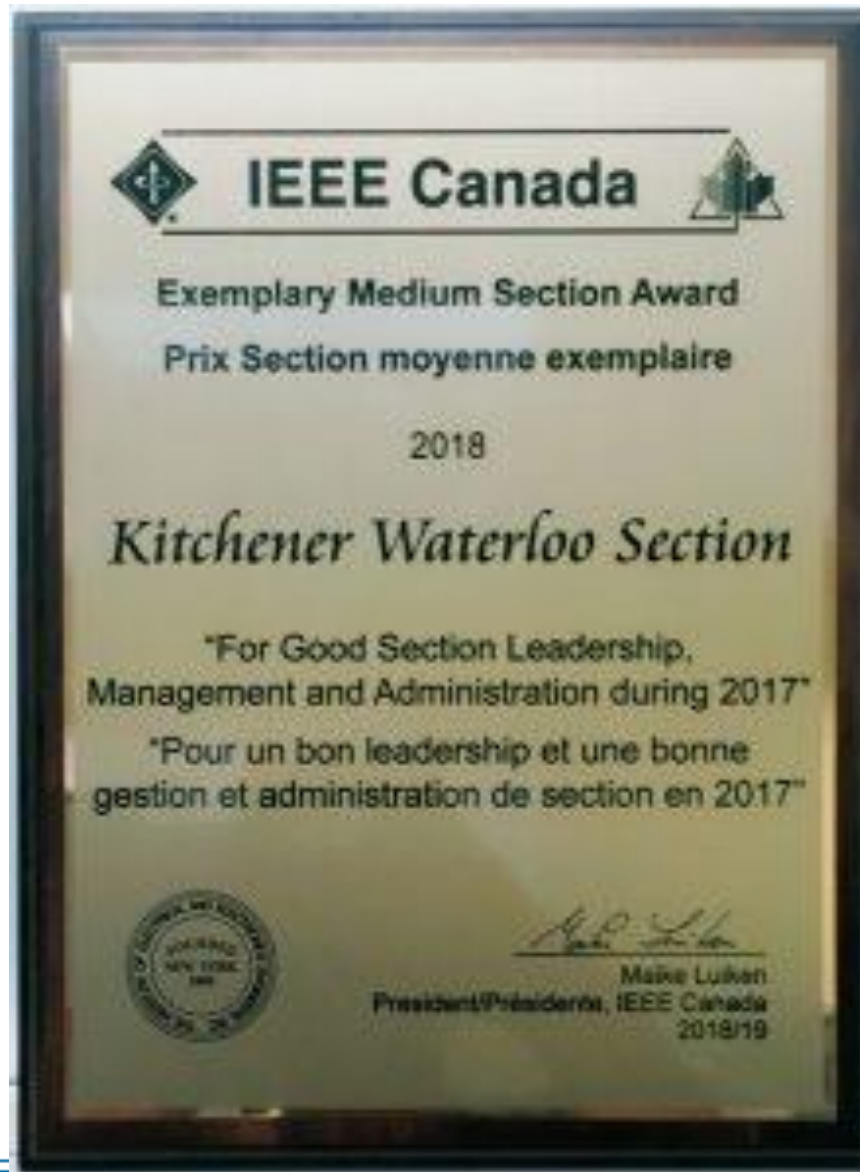 IEEE Canada
Exemplary Medium Section Award
Prix Section moyenne exemplaire
2018
Kitchener Waterloo Section
"For Good Section Leadership,
Management and Administration during 2017"
"Pour un bon leadership et une bonne
gestion et administration de section en 2017"
NEW YORK
Maike Luiken
President/Présidente, IEEE Canada
2018/19